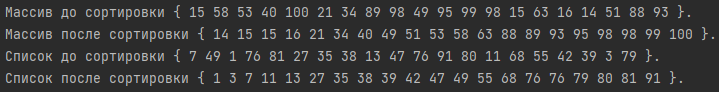 Массив до сортировки { 15 58 53 40 100 21 34 89 98 49 95 99 98 15 63 16 14 51 88 93 }.
Массив после сортировки { 14 15 15 16 21 34 40 49 51 53 58 63 88 89 93 95 98 98 99 100 }.
Список до сортировки { 7 49 1 76 81 27 35 38 13 47 76 91 80 11 68 55 42 39 3 79 }.
Список после сортировки { 1 3 7 11 13 27 35 38 39 42 47 49 55 68 76 76 79 80 81 91 }.